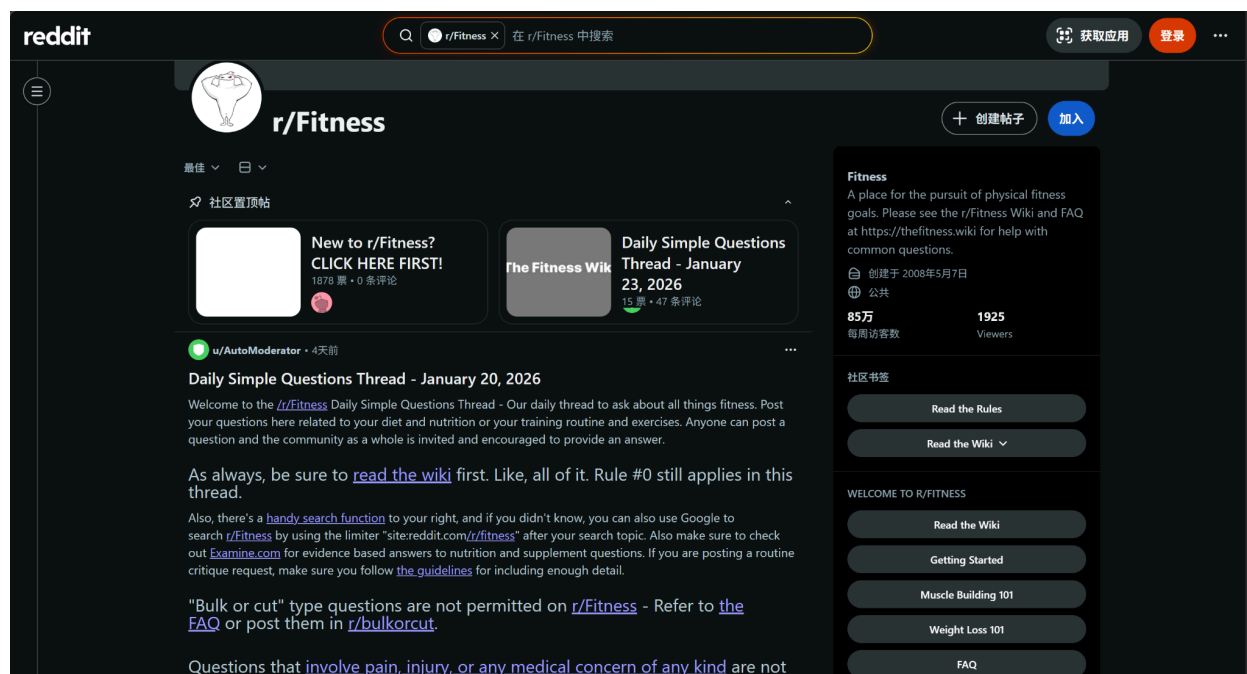 reddit
r/Fitness
在 r/Fitness 中搜索
获取应用
登录
r/Fitness
创建帖子
加入
最佳
社区置顶帖
New to r/Fitness?
CLICK HERE FIRST!
1878 票 • 0 条评论
The Fitness Wik
Daily Simple Questions
Thread - January
23, 2026
15 票 • 47 条评论
u/AutoModerator • 4天前
Daily Simple Questions Thread - January 20, 2026
Welcome to the /r/Fitness Daily Simple Questions Thread - Our daily thread to ask about all things fitness. Post
your questions here related to your diet and nutrition or your training routine and exercises. Anyone can post a
question and the community as a whole is invited and encouraged to provide an answer.
As always, be sure to read the wiki first. Like, all of it. Rule #0 still applies in this
thread.
Also, there's a handy search function to your right, and if you didn't know, you can also use Google to
search r/Fitness by using the limiter "site:reddit.com/r/fitness" after your search topic. Also make sure to check
out Examine.com for evidence based answers to nutrition and supplement questions. If you are posting a routine
critique request, make sure you follow the guidelines for including enough detail.
"Bulk or cut" type questions are not permitted on r/Fitness - Refer to the
FAQ or post them in r/bulkorcut.
Questions that involve pain, injury, or any medical concern of any kind are not
Fitness
A place for the pursuit of physical fitness
goals. Please see the r/Fitness Wiki and FAQ
at https://thefitness.wiki for help with
common questions.
创建于 2008年5月7日
公共
85万
每周访客数
1925
Viewers
社区书签
Read the Rules
Read the Wiki
WELCOME TO R/FITNESS
Read the Wiki
Getting Started
Muscle Building 101
Weight Loss 101
FAQ